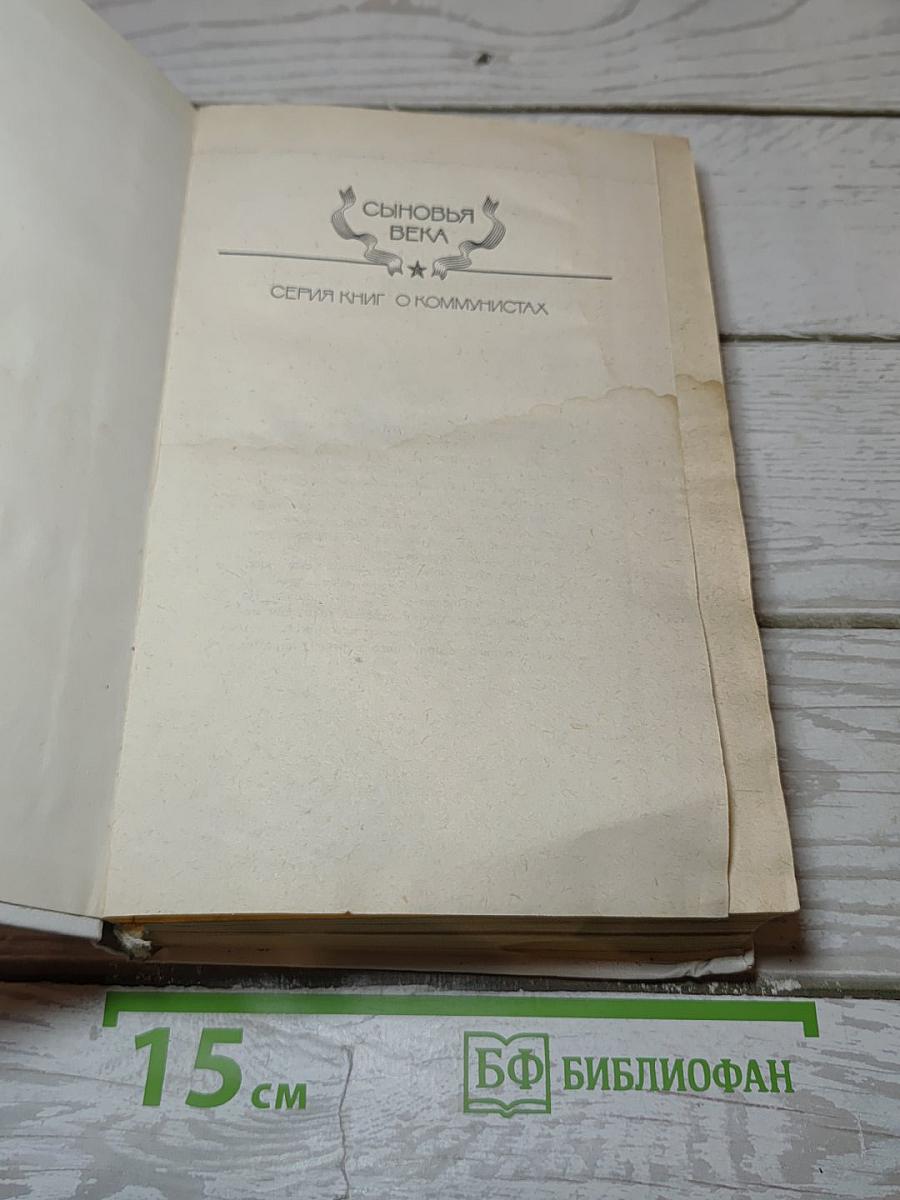 СЫНОВЬЯ
ВЕКА
СЕРИЯ КНИГ О КОММУНИСТАХ
15 см
БФ БИБЛИОФАН